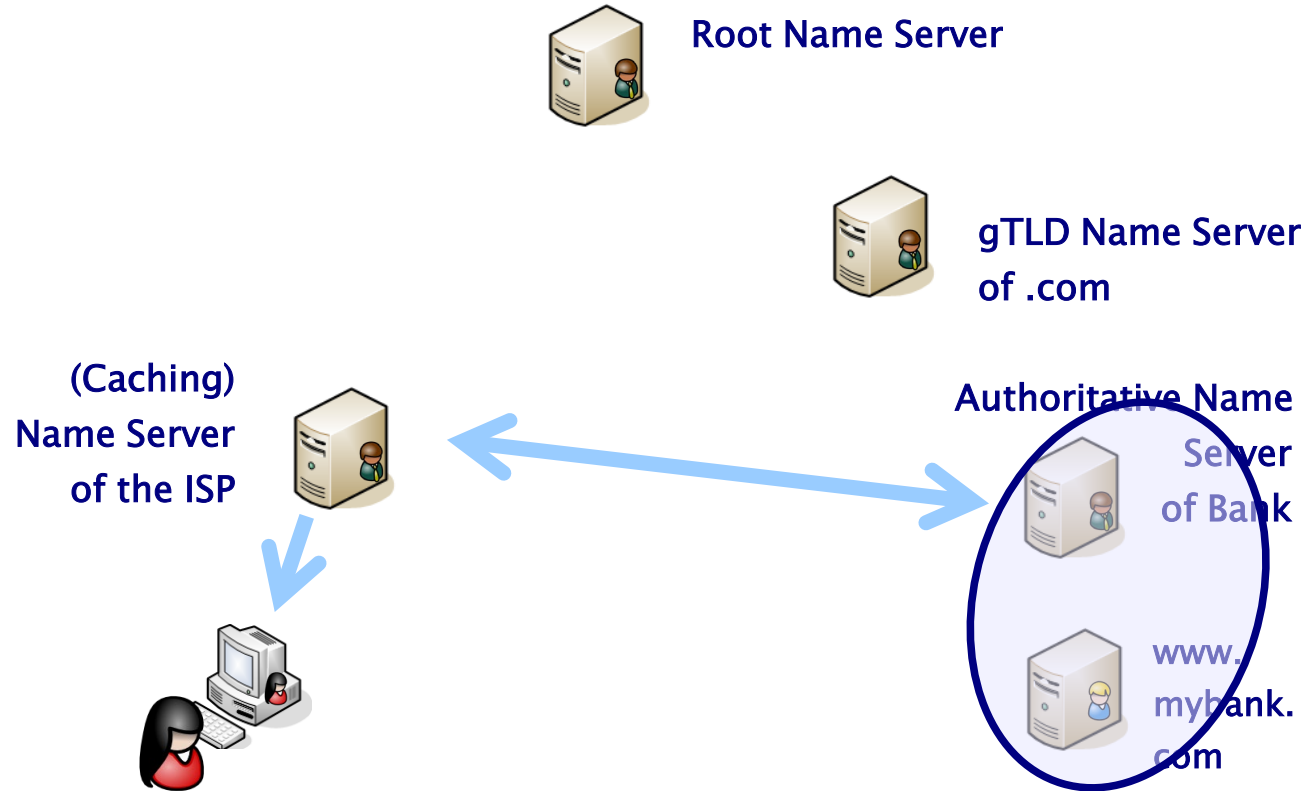 Root Name Server
gTLD Name Server
of .com
(Caching)
Name Server
of the ISP
Authoritative Name
Server
of Bank
www.
mybank.
com